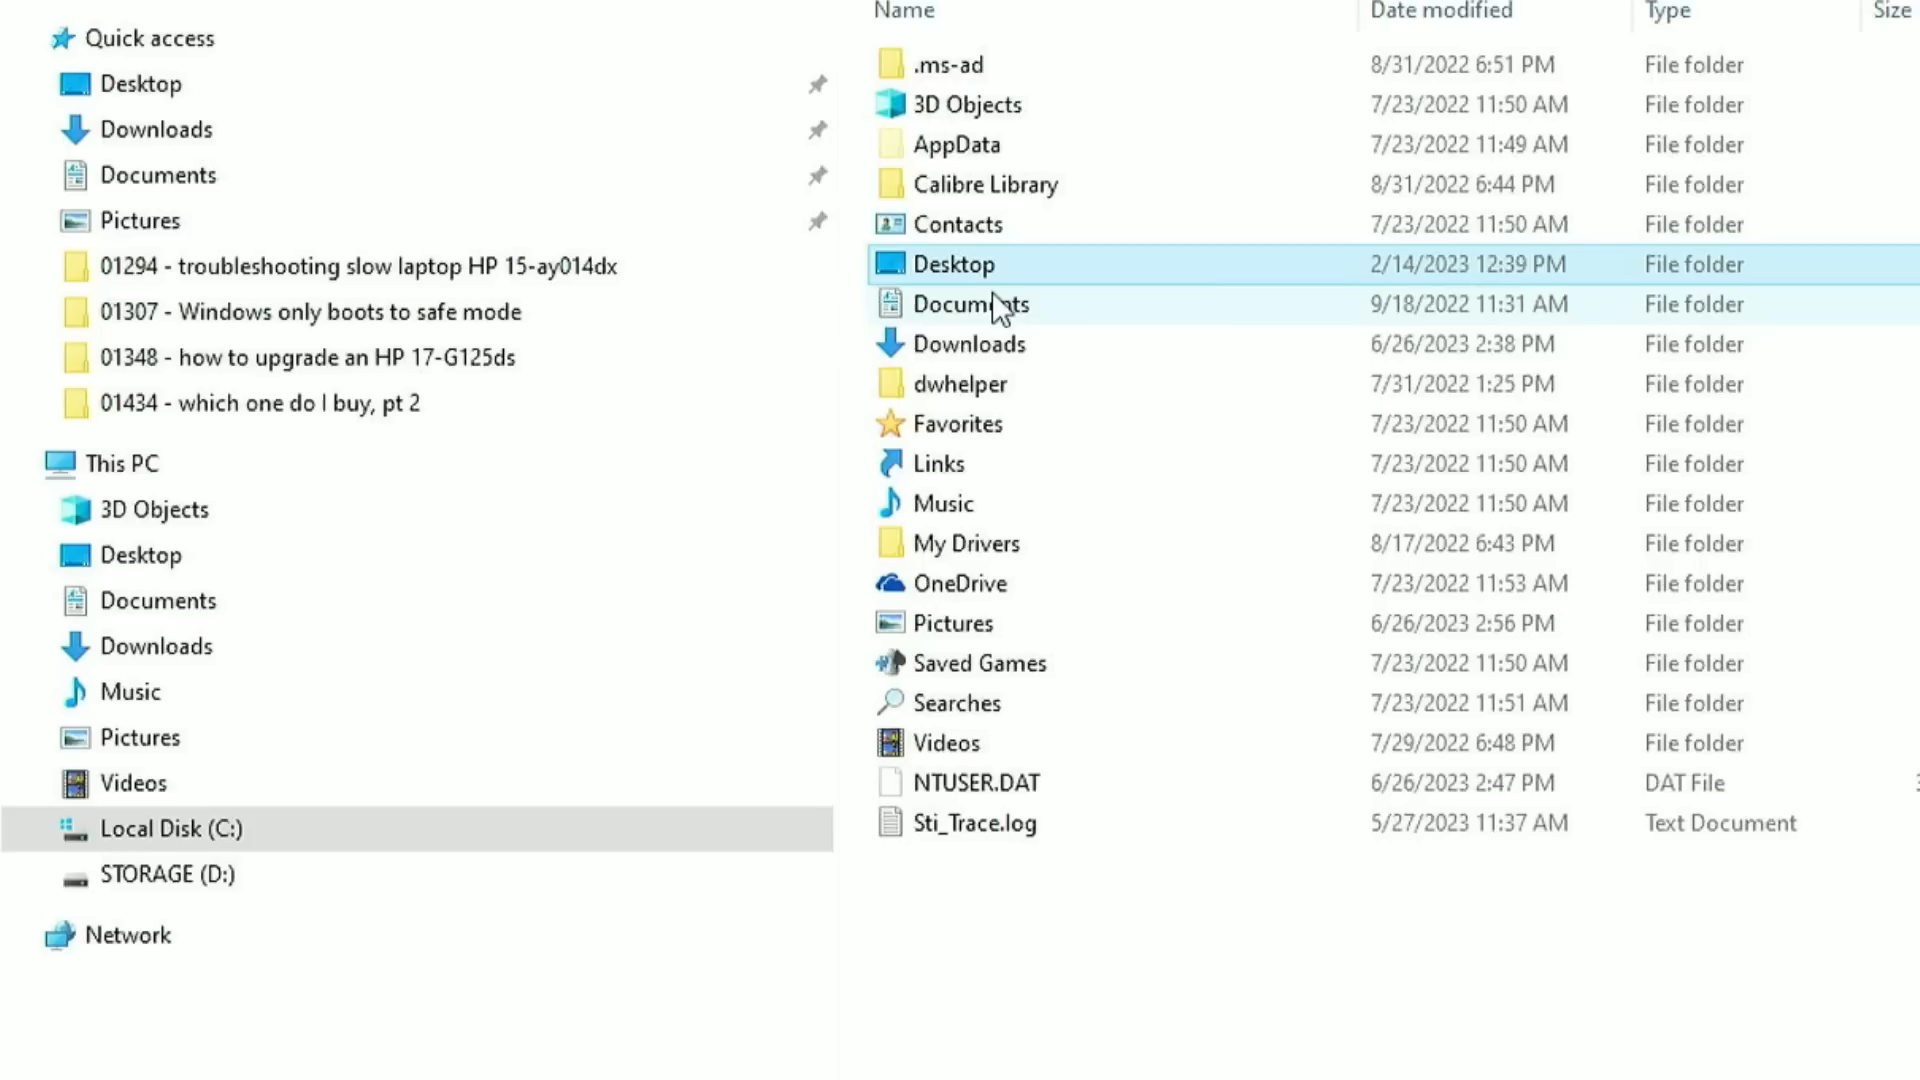 Quick access
Desktop
Downloads
Documents
Pictures
01294 - troubleshooting slow laptop HP 15-ay014dx
01307 - Windows only boots to safe mode
01348 - how to upgrade an HP 17-G125ds
01434 - which one do I buy, pt 2
This PC
3D Objects
Desktop
Documents
Downloads
Music
Pictures
Videos
Local Disk (C:)
STORAGE (D:)
Network
Name Date modified Type Size
.ms-ad 8/31/2022 6:51 PM File folder
3D Objects 7/23/2022 11:50 AM File folder
AppData 7/23/2022 11:49 AM File folder
Calibre Library 8/31/2022 6:44 PM File folder
Contacts 7/23/2022 11:50 AM File folder
Desktop 2/14/2023 12:39 PM File folder
Documents 9/18/2022 11:31 AM File folder
Downloads 6/26/2023 2:38 PM File folder
dwhelper 7/31/2022 1:25 PM File folder
Favorites 7/23/2022 11:50 AM File folder
Links 7/23/2022 11:50 AM File folder
Music 7/23/2022 11:50 AM File folder
My Drivers 8/17/2022 6:43 PM File folder
OneDrive 7/23/2022 11:53 AM File folder
Pictures 6/26/2023 2:56 PM File folder
Saved Games 7/23/2022 11:50 AM File folder
Searches 7/23/2022 11:51 AM File folder
Videos 7/29/2022 6:48 PM File folder
NTUSER.DAT 6/26/2023 2:47 PM DAT File
Sti_Trace.log 5/27/2023 11:37 AM Text Document